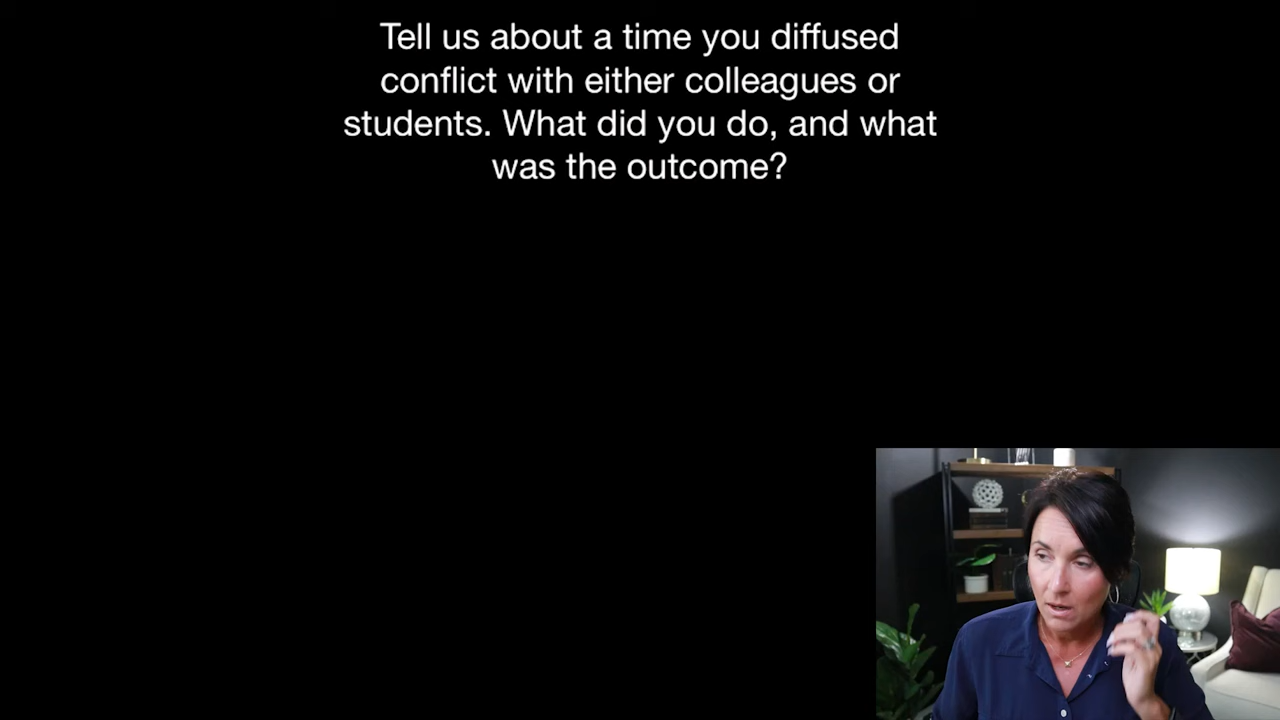 Tell us about a time you diffused
conflict with either colleagues or
students. What did you do, and what
was the outcome?